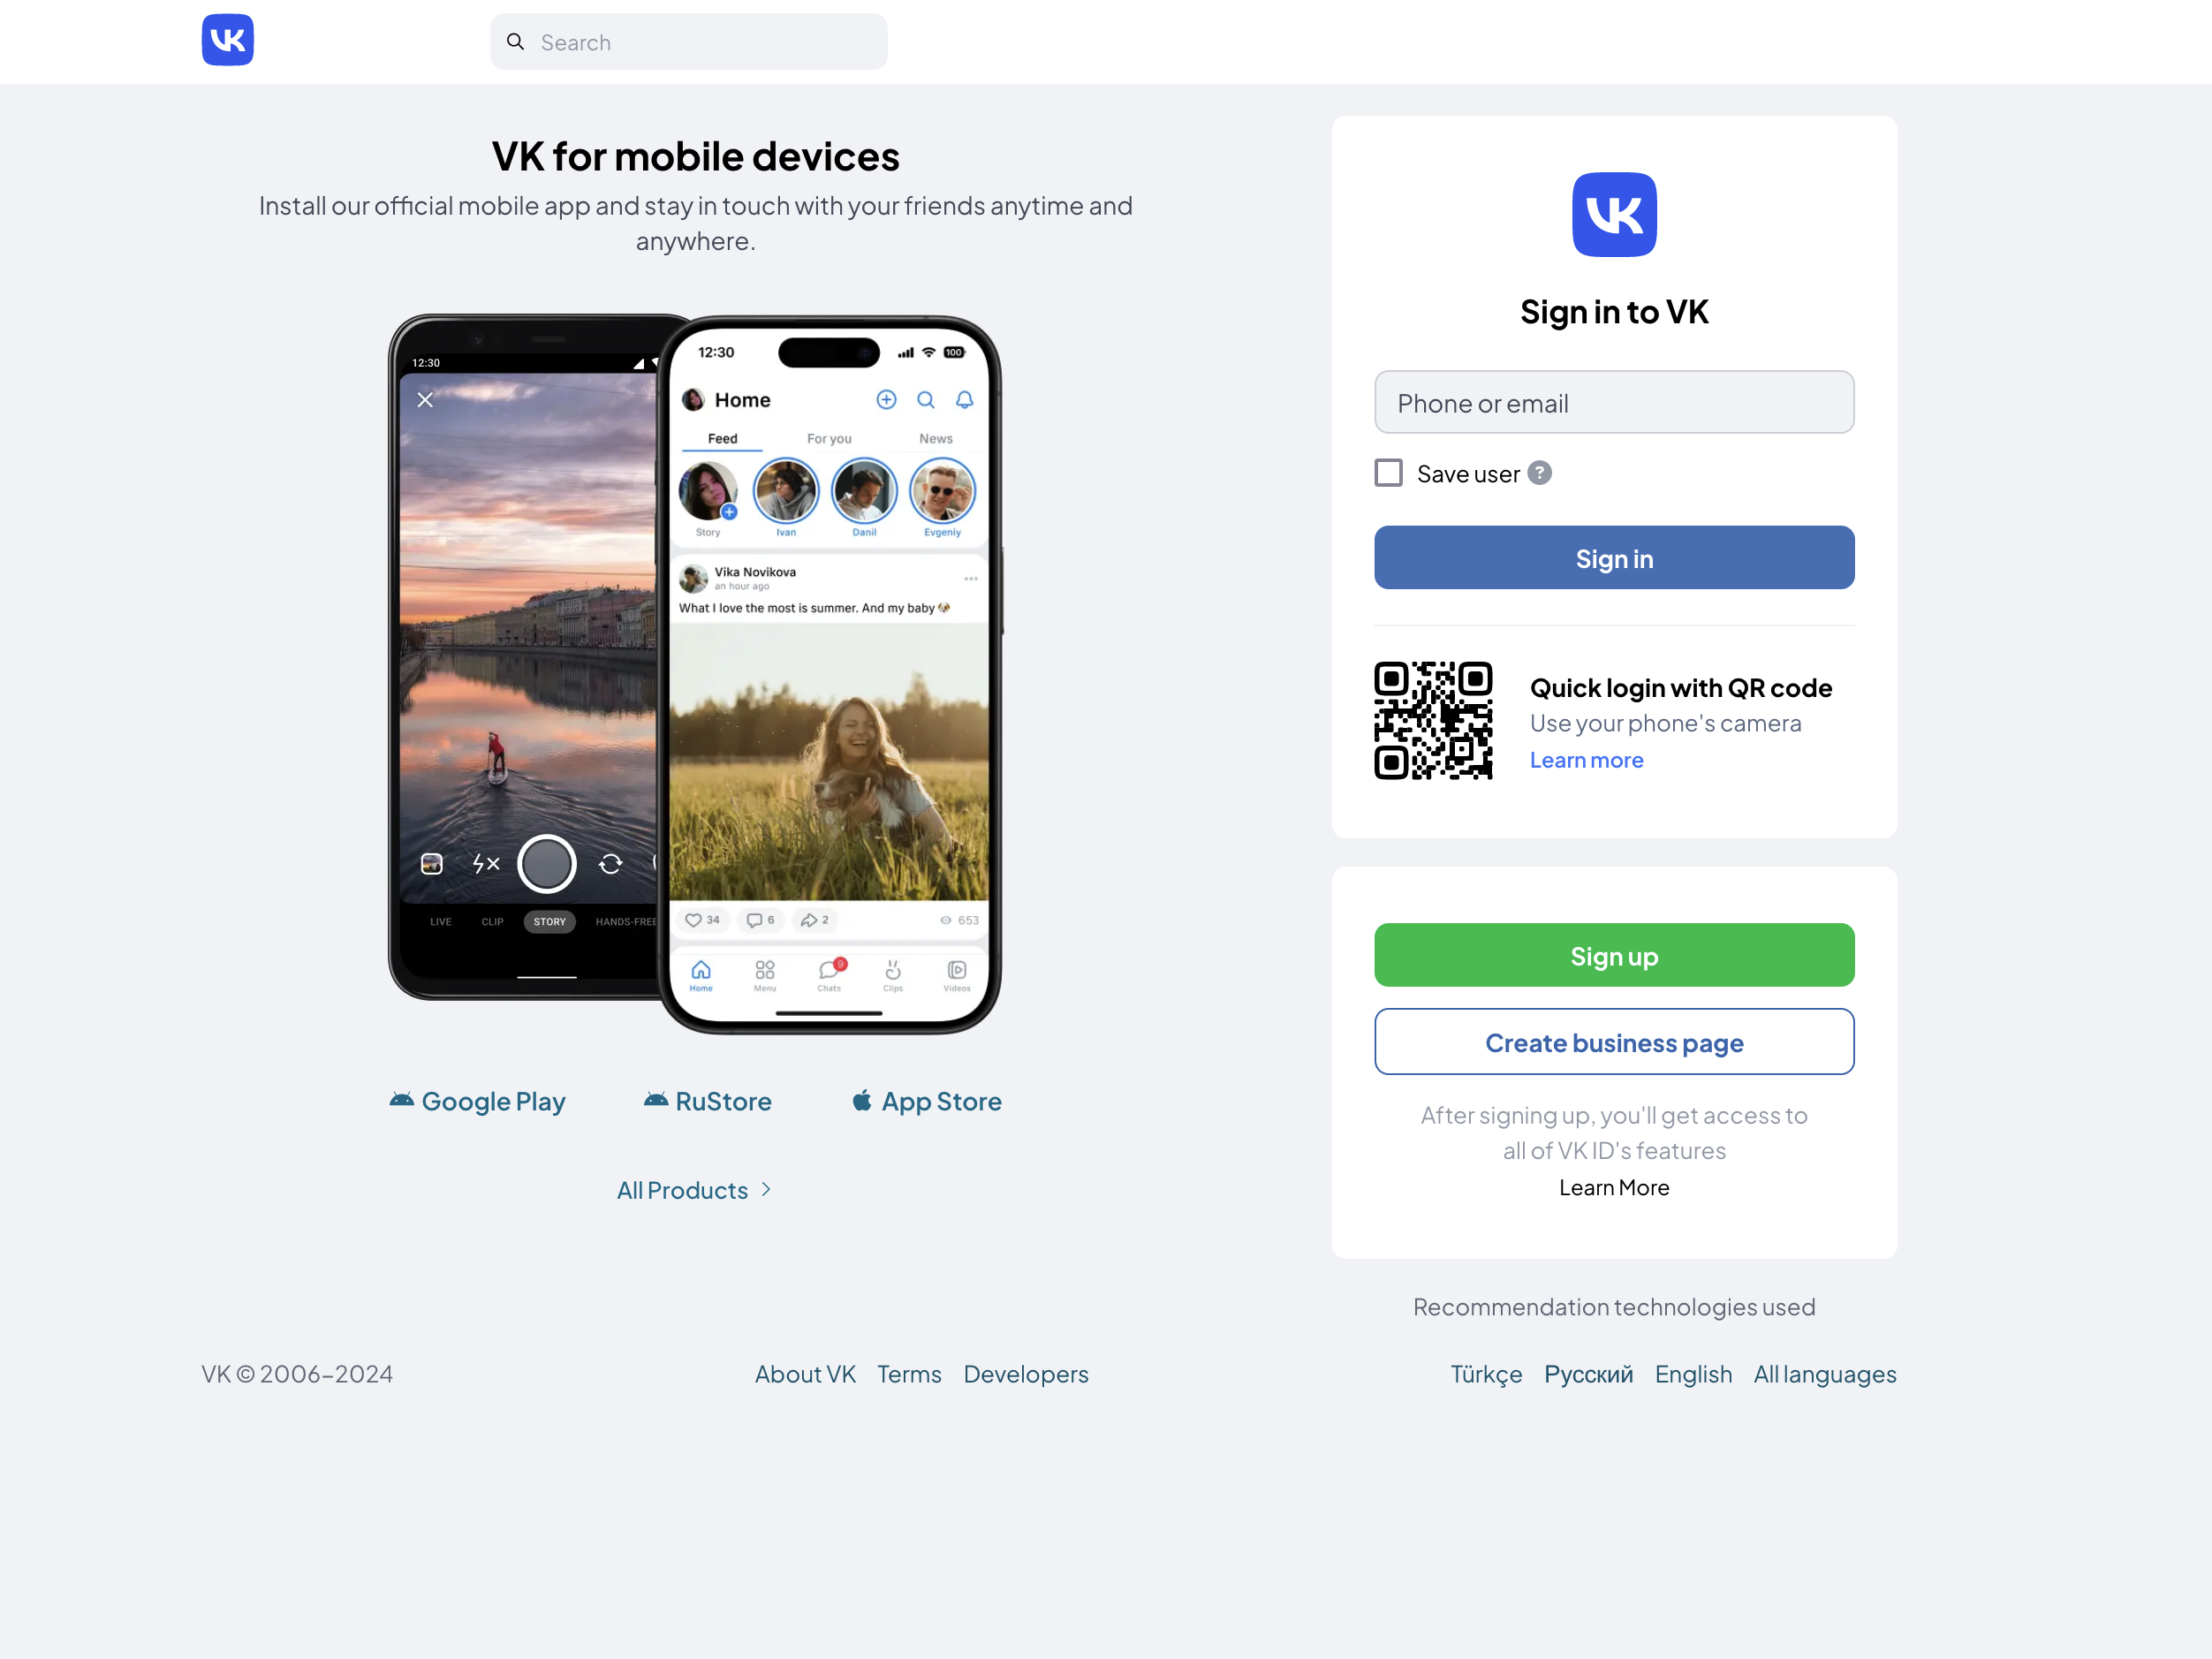 VK
Search
VK for mobile devices
Install our official mobile app and stay in touch with your friends anytime and
anywhere.
12:30
LIVE CLIP STORY HANDS-FREE
12:30 100
Home
Feed For you News
Story Ivan Danil Evgeniy
Vika Novikova
an hour ago
What I love the most is summer. And my baby 🐶
34 6 2 653
9
Home Menu Chats Clips Videos
Google Play RuStore App Store
All Products
VK
Sign in to VK
Phone or email
Save user ?
Sign in
Quick login with QR code
Use your phone's camera
Learn more
Sign up
Create business page
After signing up, you'll get access to
all of VK ID's features
Learn More
Recommendation technologies used
VK © 2006–2024 About VK Terms Developers Türkçe Русский English All languages